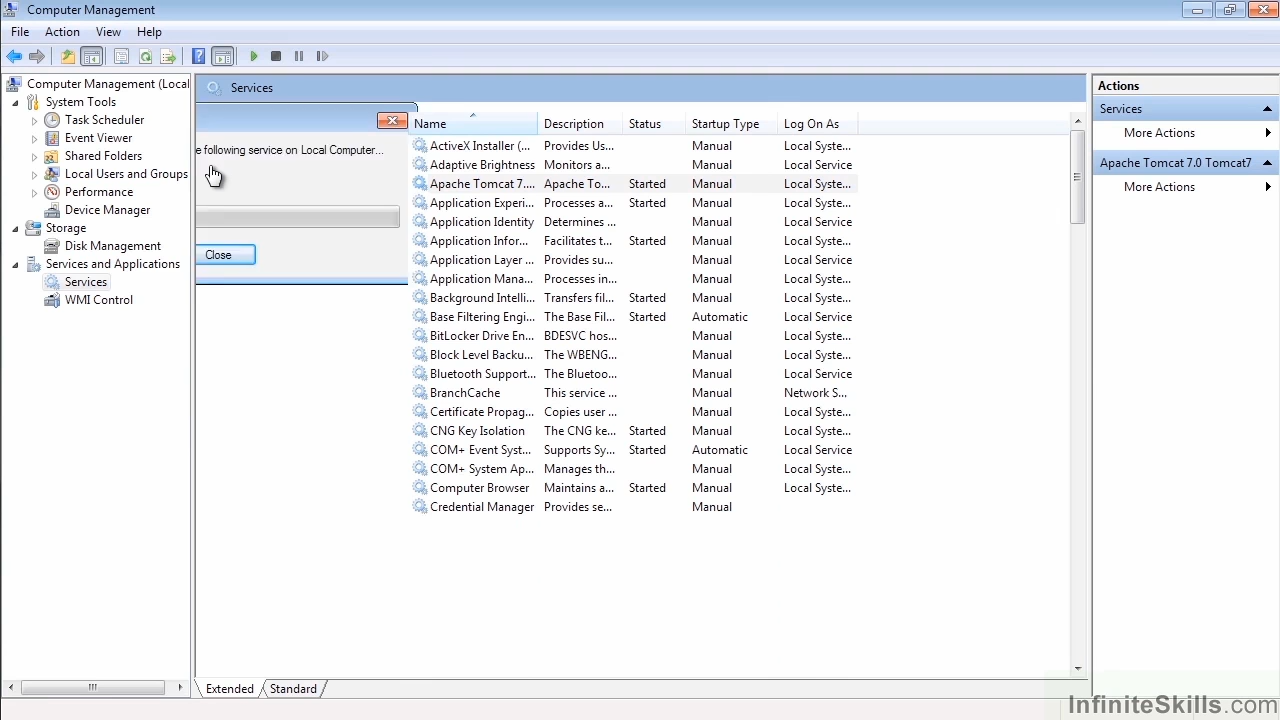 Computer Management
File Action View Help
Computer Management (Local
System Tools
Task Scheduler
Event Viewer
Shared Folders
Local Users and Groups
Performance
Device Manager
Storage
Disk Management
Services and Applications
Services
WMI Control
Services
e following service on Local Computer...
Close
Name Description Status Startup Type Log On As
ActiveX Installer (... Provides Us... Manual Local Syste...
Adaptive Brightness Monitors a... Manual Local Service
Apache Tomcat 7.... Apache To... Started Manual Local Syste...
Application Experi... Processes a... Started Manual Local Syste...
Application Identity Determines ... Manual Local Service
Application Infor... Facilitates t... Started Manual Local Syste...
Application Layer ... Provides su... Manual Local Service
Application Mana... Processes in... Manual Local Syste...
Background Intelli... Transfers fil... Started Manual Local Syste...
Base Filtering Engi... The Base Fil... Started Automatic Local Service
BitLocker Drive En... BDESVC hos... Manual Local Syste...
Block Level Backu... The WBENG... Manual Local Syste...
Bluetooth Support... The Bluetoo... Manual Local Service
BranchCache This service ... Manual Network S...
Certificate Propag... Copies user ... Manual Local Syste...
CNG Key Isolation The CNG ke... Started Manual Local Syste...
COM+ Event Syst... Supports Sy... Started Automatic Local Service
COM+ System Ap... Manages th... Manual Local Syste...
Computer Browser Maintains a... Started Manual Local Syste...
Credential Manager Provides se... Manual
Extended Standard
Actions
Services
More Actions
Apache Tomcat 7.0 Tomcat7
More Actions
InfiniteSkills.com